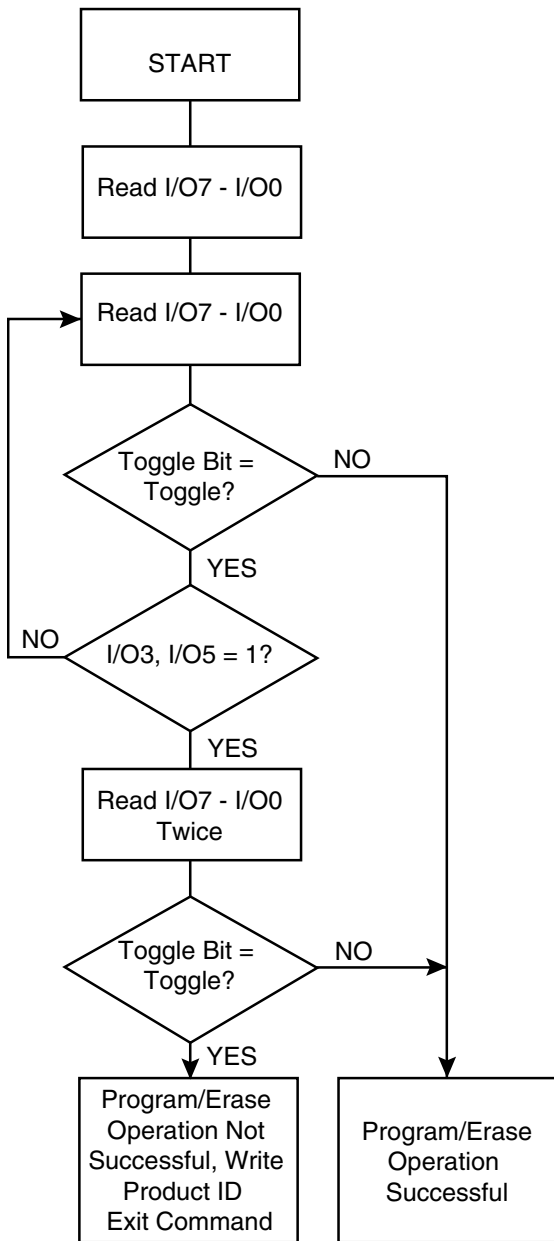 START
Read I/O7 - I/O0
Read I/O7 - I/O0
Toggle Bit =
Toggle?
NO
YES
NO
I/O3, I/O5 = 1?
YES
Read I/O7 - I/O0
Twice
Toggle Bit =
Toggle?
NO
YES
Program/Erase
Operation Not
Successful, Write
Product ID
Exit Command
Program/Erase
Operation
Successful